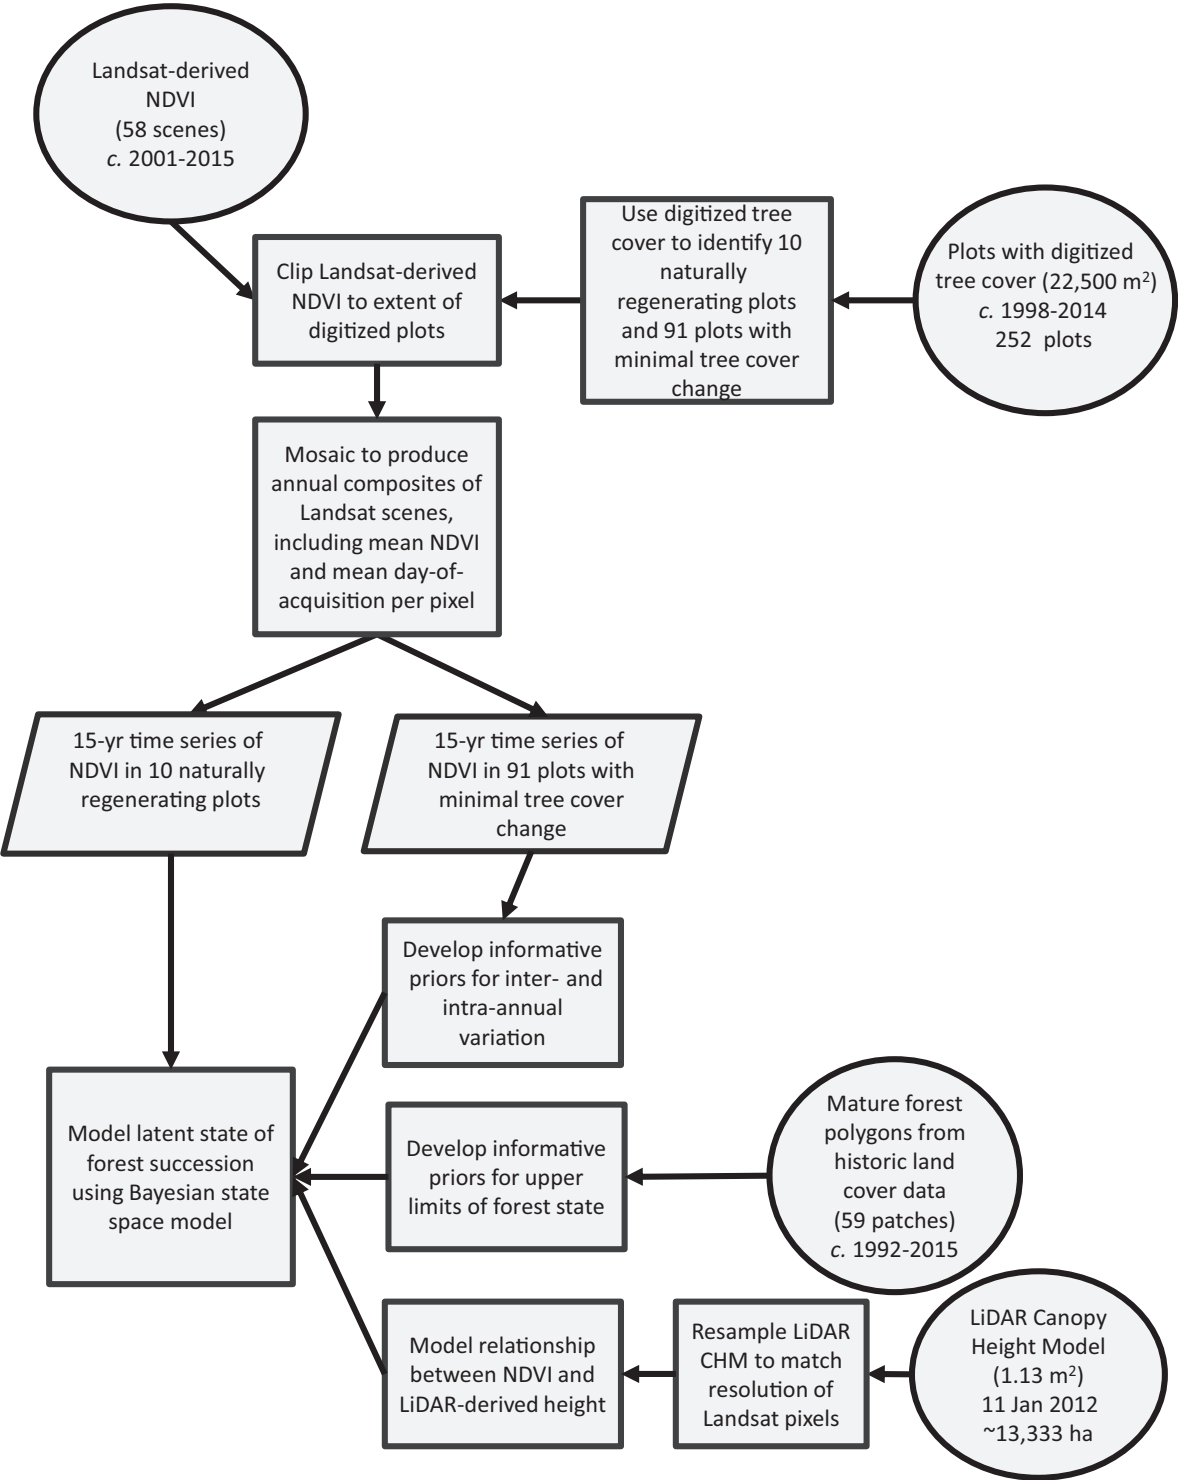 Landsat-derived
NDVI
(58 scenes)
c. 2001-2015
Use digitized tree
cover to identify 10
naturally
regenerating plots
and 91 plots with
minimal tree cover
change
Plots with digitized
tree cover (22,500 m²)
c. 1998-2014
252 plots
Clip Landsat-derived
NDVI to extent of
digitized plots
Mosaic to produce
annual composites of
Landsat scenes,
including mean NDVI
and mean day-of-
acquisition per pixel
15-yr time series of
NDVI in 10 naturally
regenerating plots
15-yr time series of
NDVI in 91 plots with
minimal tree cover
change
Develop informative
priors for inter- and
intra-annual
variation
Model latent state of
forest succession
using Bayesian state
space model
Develop informative
priors for upper
limits of forest state
Mature forest
polygons from
historic land
cover data
(59 patches)
c. 1992-2015
Model relationship
between NDVI and
LiDAR-derived height
Resample LiDAR
CHM to match
resolution of
Landsat pixels
LiDAR Canopy
Height Model
(1.13 m²)
11 Jan 2012
~13,333 ha